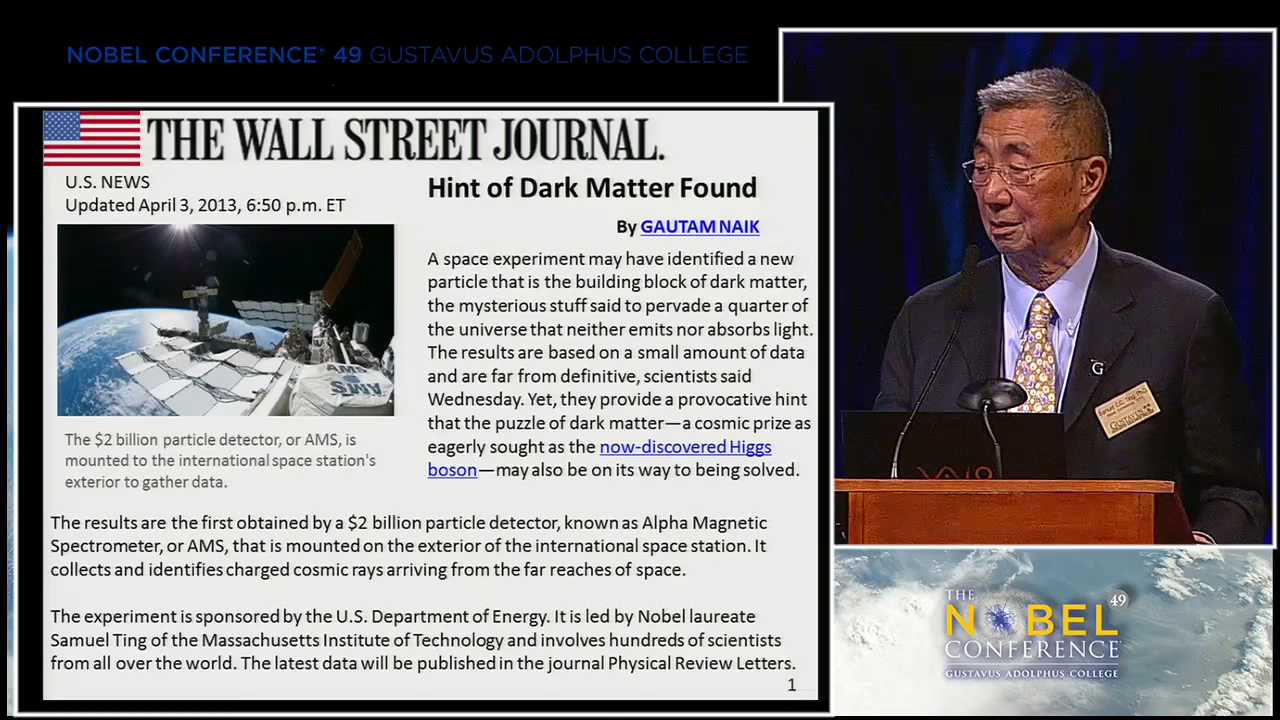 NOBEL CONFERENCE® 49 GUSTAVUS ADOLPHUS COLLEGE
THE WALL STREET JOURNAL.
U.S. NEWS
Updated April 3, 2013, 6:50 p.m. ET
Hint of Dark Matter Found
By GAUTAM NAIK
A space experiment may have identified a new
particle that is the building block of dark matter,
the mysterious stuff said to pervade a quarter of
the universe that neither emits nor absorbs light.
The results are based on a small amount of data
and are far from definitive, scientists said
Wednesday. Yet, they provide a provocative hint
that the puzzle of dark matter—a cosmic prize as
eagerly sought as the now-discovered Higgs
boson—may also be on its way to being solved.
AMS
AMS
The $2 billion particle detector, or AMS, is
mounted to the international space station's
exterior to gather data.
The results are the first obtained by a $2 billion particle detector, known as Alpha Magnetic
Spectrometer, or AMS, that is mounted on the exterior of the international space station. It
collects and identifies charged cosmic rays arriving from the far reaches of space.
The experiment is sponsored by the U.S. Department of Energy. It is led by Nobel laureate
Samuel Ting of the Massachusetts Institute of Technology and involves hundreds of scientists
from all over the world. The latest data will be published in the journal Physical Review Letters.
1
G
Samuel C.C. Ting, PhD
GUSTAVUS
VAIO
THE
NOBEL 49
CONFERENCE
GUSTAVUS ADOLPHUS COLLEGE